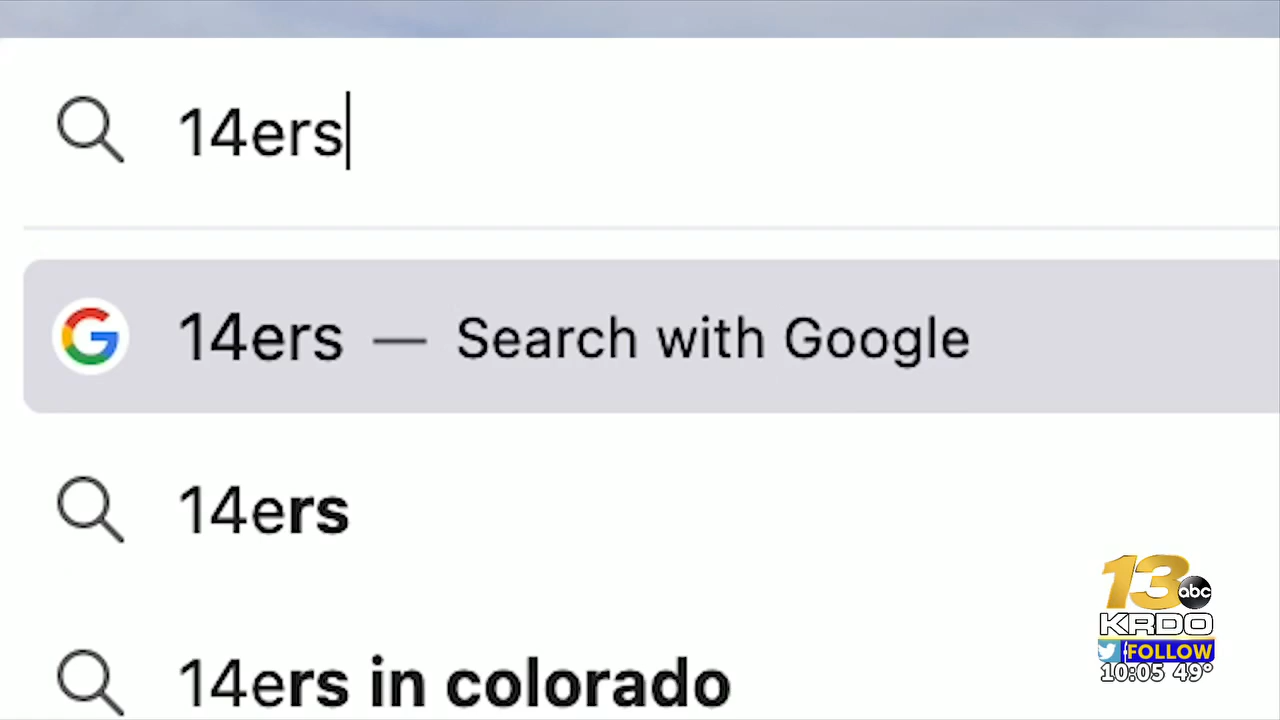 14ers
14ers — Search with Google
14ers
14ers in colorado
13
abc
KRDO
FOLLOW
10:05 49°